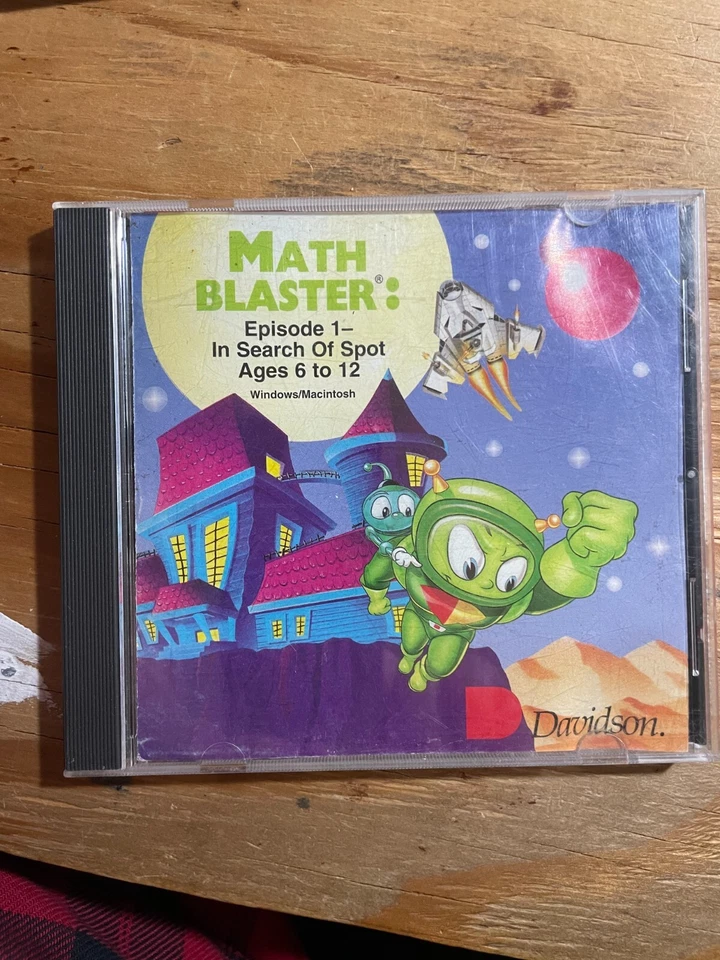 MATH
BLASTER®:
Episode 1–
In Search Of Spot
Ages 6 to 12
Windows/Macintosh
Davidson.